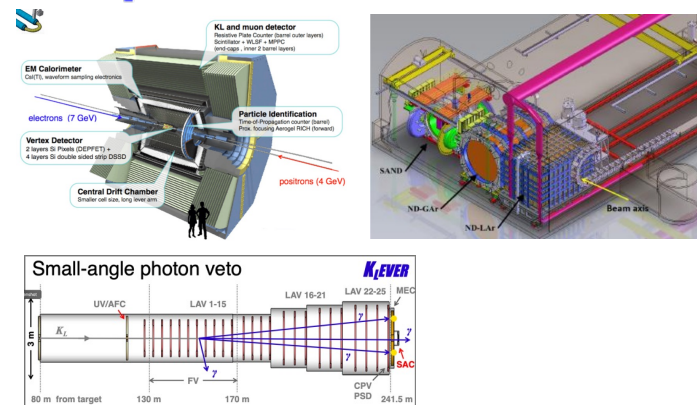 KL and muon detector
Resistive Plate Counter (barrel outer layers)
Scintillator + WLSF + MPPC
(end-caps , inner 2 barrel layers)
EM Calorimeter
CsI(Tl), waveform sampling electronics
electrons (7 GeV)
Particle Identification
Time-of-Propagation counter (barrel)
Prox. focusing Aerogel RICH (forward)
Vertex Detector
2 layers Si Pixels (DEPFET) +
4 layers Si double sided strip DSSD
positrons (4 GeV)
Central Drift Chamber
Smaller cell size, long lever arm
SAND
ND-GAr
ND-LAr
Beam axis
Small-angle photon veto
KLEVER
UV/AFC
LAV 1-15
LAV 16-21
LAV 22-25
MEC
3 m
KL
γ
γ
γ
γ
SAC
FV
CPV
PSD
80 m from target
130 m
170 m
241.5 m